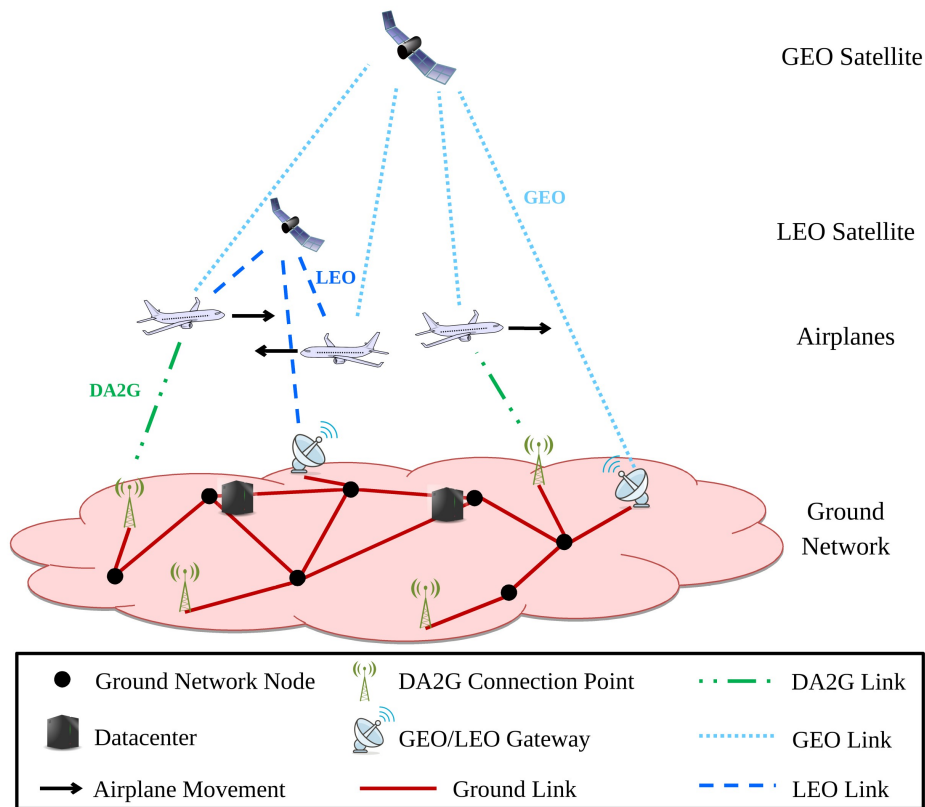 GEO Satellite
GEO
LEO Satellite
LEO
Airplanes
DA2G
Ground
Network
Ground Network Node
DA2G Connection Point
DA2G Link
Datacenter
GEO/LEO Gateway
GEO Link
Airplane Movement
Ground Link
LEO Link